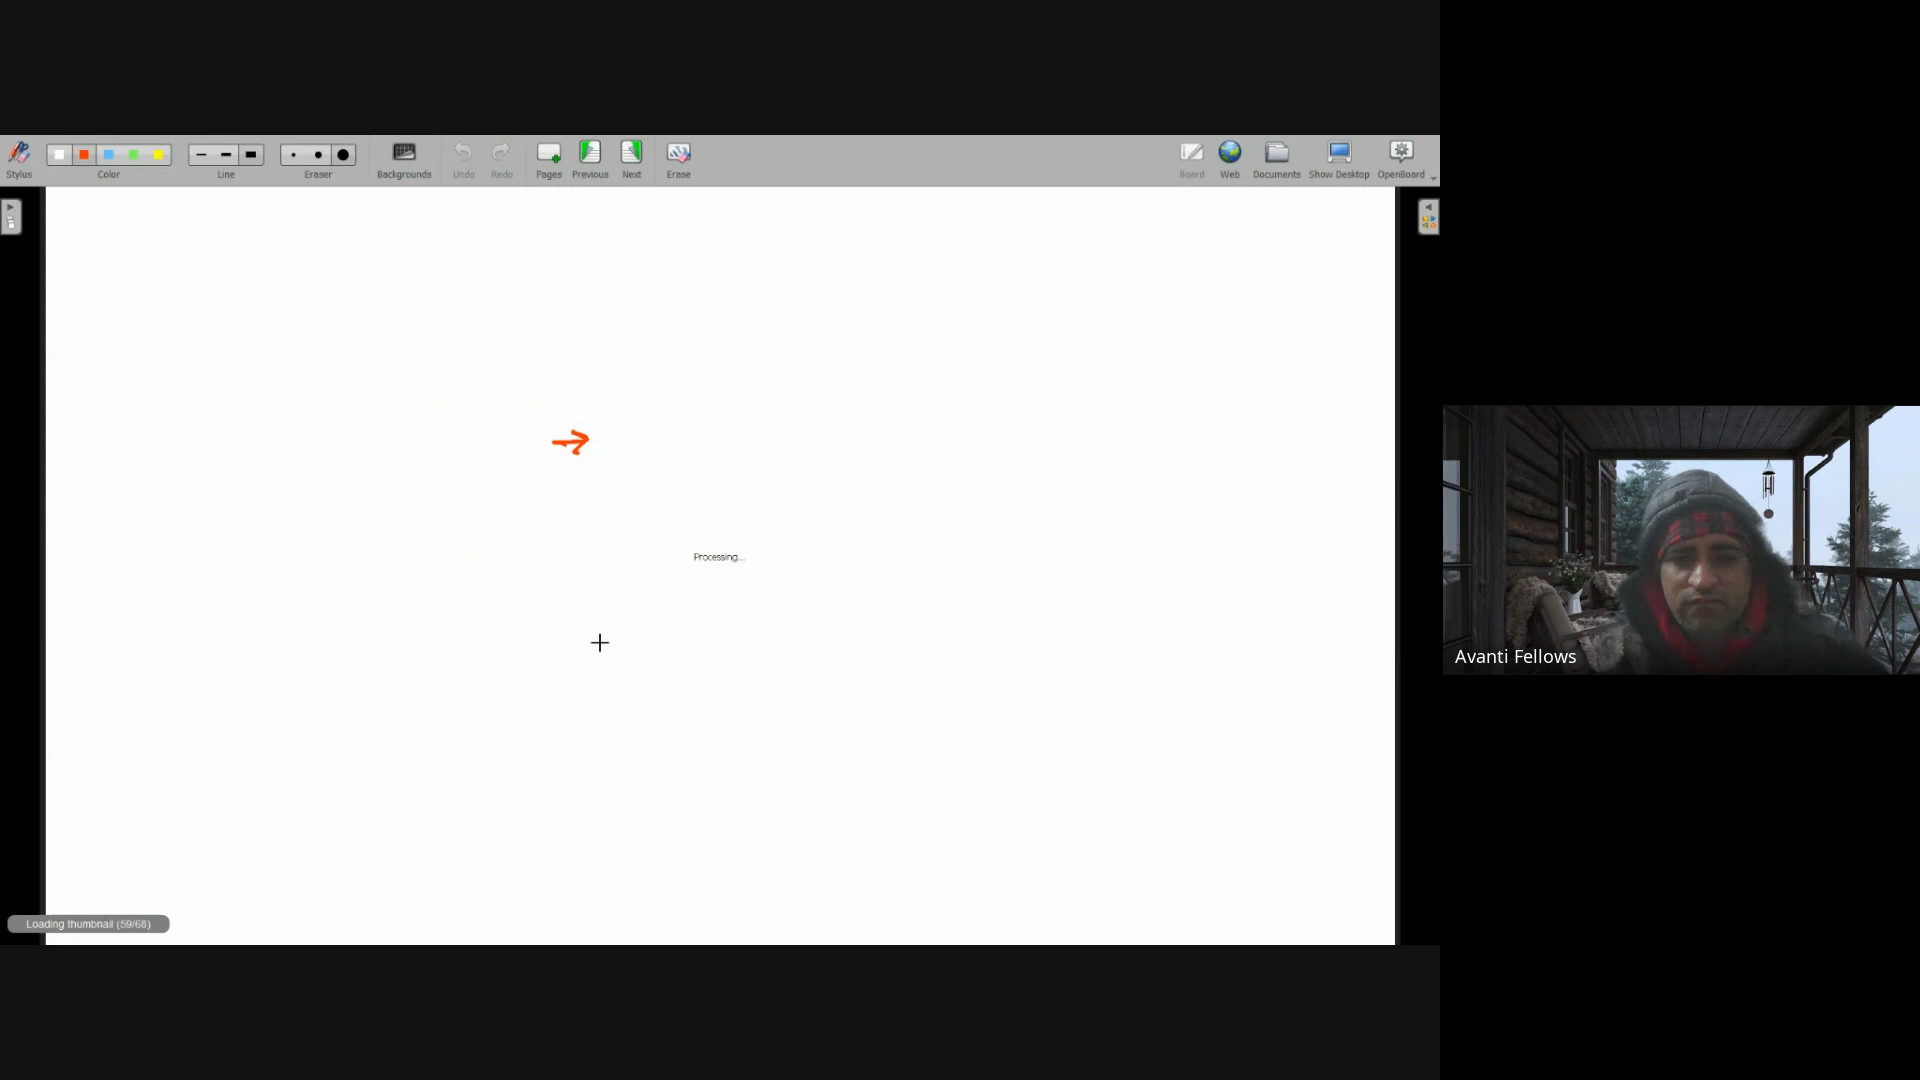 Stylus
Color
Line
Eraser
Backgrounds
Undo
Redo
Pages
Previous
Next
Erase
Board
Web
Documents
Show Desktop
OpenBoard
Processing...
Avanti Fellows
Loading thumbnail (59/68)